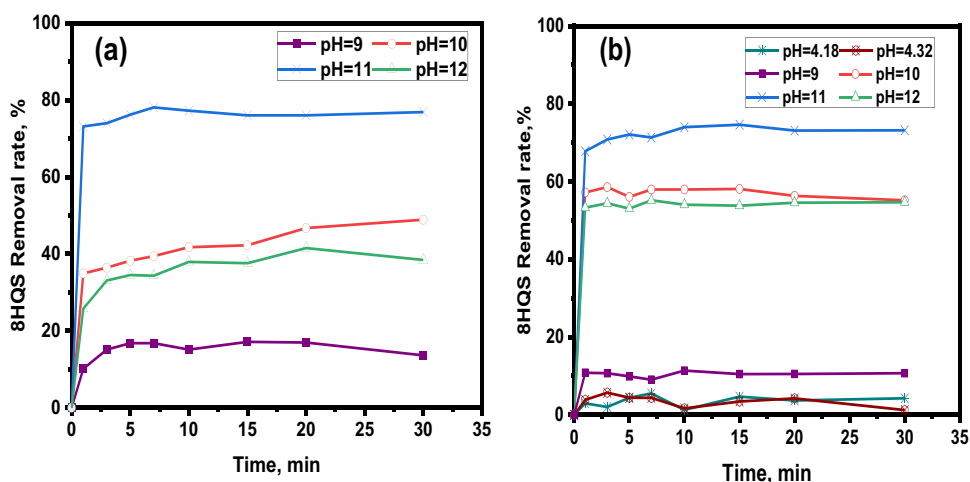 (a)
pH=9 pH=10
pH=11 pH=12
8HQS Removal rate, %
100
80
60
40
20
0
0 5 10 15 20 25 30 35
Time, min
(b)
pH=4.18 pH=4.32
pH=9 pH=10
pH=11 pH=12
8HQS Removal rate,%
100
80
60
40
20
0
0 5 10 15 20 25 30 35
Time, min